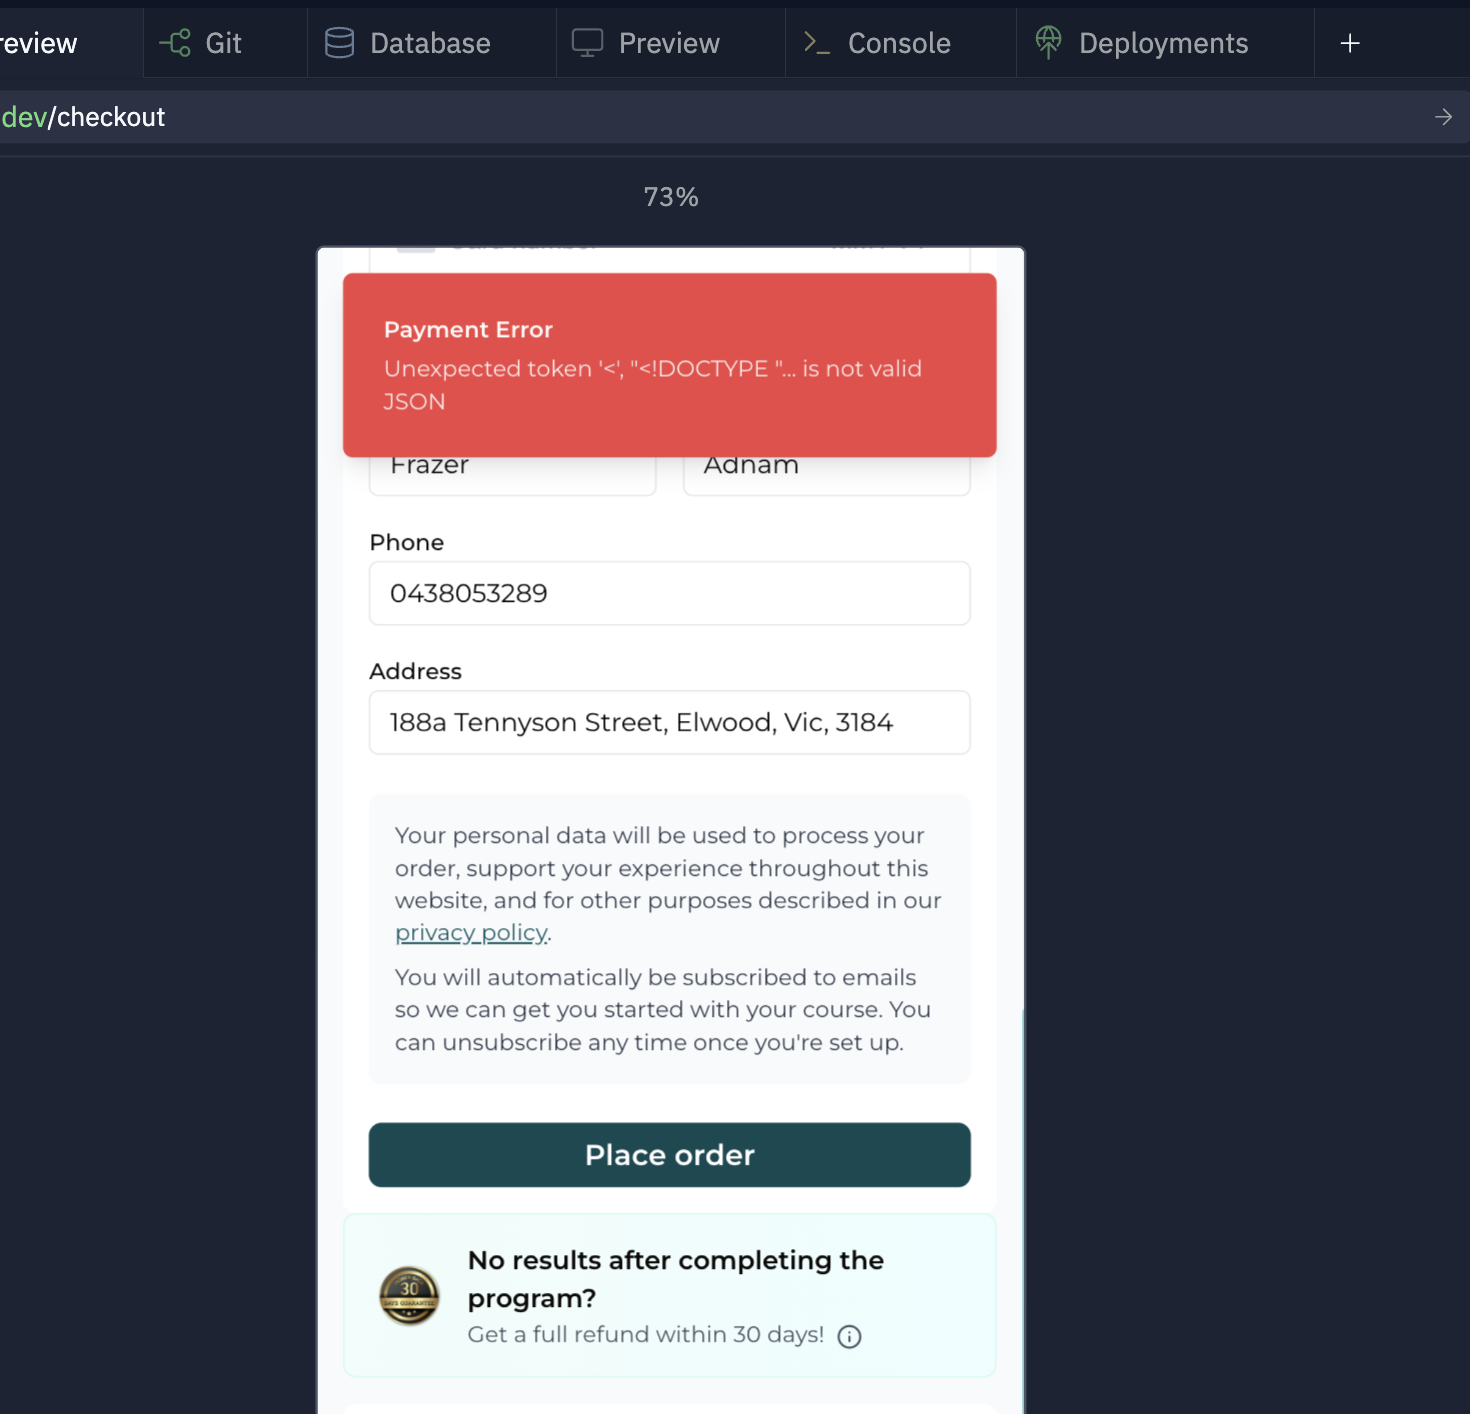 review
Git
Database
Preview
Console
Deployments
dev/checkout
73%
Payment Error
Unexpected token '<', "<!DOCTYPE "... is not valid
JSON
Frazer
Adnam
Phone
0438053289
Address
188a Tennyson Street, Elwood, Vic, 3184
Your personal data will be used to process your
order, support your experience throughout this
website, and for other purposes described in our
privacy policy.
You will automatically be subscribed to emails
so we can get you started with your course. You
can unsubscribe any time once you're set up.
Place order
No results after completing the
program?
30
DAYS GUARANTEE
Get a full refund within 30 days!